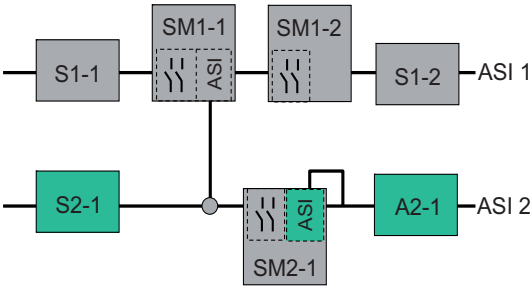 SM1-1
SM1-2
S1-1
ASI
S1-2
ASI 1
S2-1
ASI
A2-1
ASI 2
SM2-1